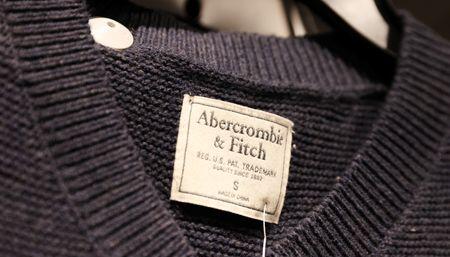 Abercrombie
& Fitch
REG. U.S. PAT. TRADEMARK
QUALITY SINCE 1892
S
MADE IN CHINA